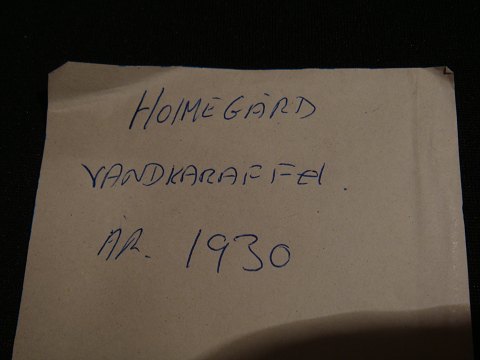 HOLMEGÅRD
VANDKARAFFEL.
ÅR. 1930